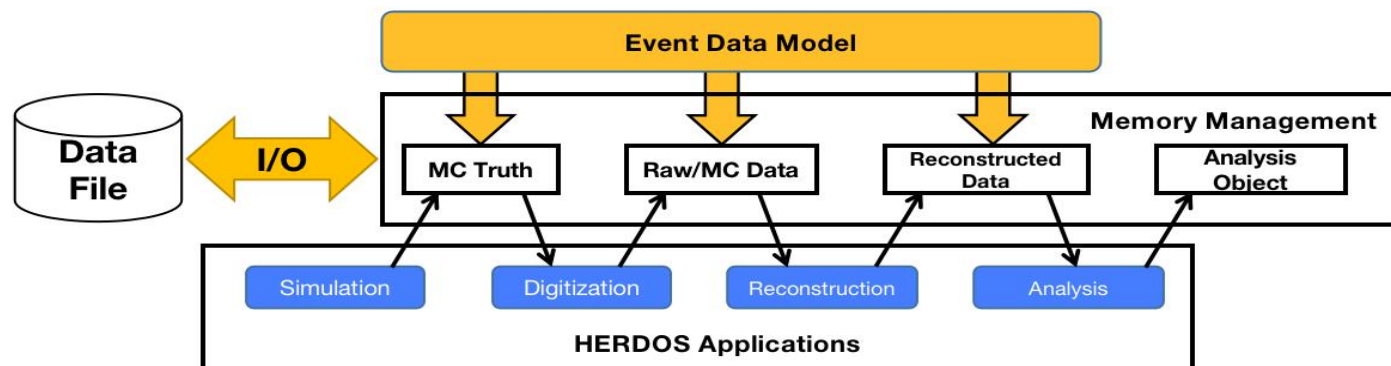 Event Data Model
Memory Management
Data
File
I/O
MC Truth
Raw/MC Data
Reconstructed
Data
Analysis
Object
Simulation
Digitization
Reconstruction
Analysis
HERDOS Applications